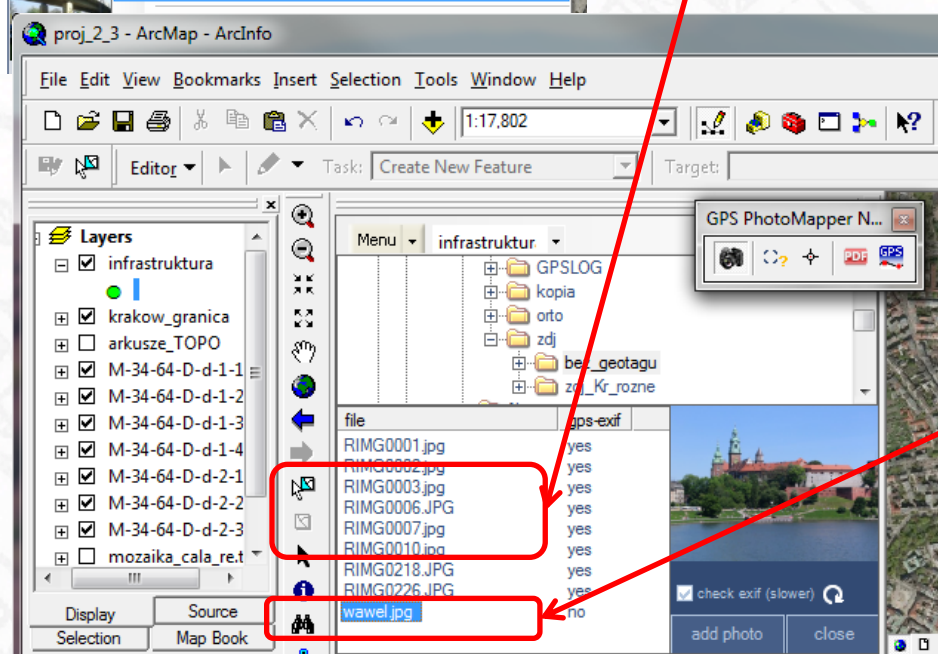 proj_2_3 - ArcMap - ArcInfo
File Edit View Bookmarks Insert Selection Tools Window Help
1:17,802
Editor Task: Create New Feature Target:
GPS PhotoMapper N...
PDF GPS
Layers
infrastruktura
krakow_granica
arkusze_TOPO
M-34-64-D-d-1-1
M-34-64-D-d-1-2
M-34-64-D-d-1-3
M-34-64-D-d-1-4
M-34-64-D-d-2-1
M-34-64-D-d-2-2
M-34-64-D-d-2-3
mozaika_cala_re.t
Display Source
Selection Map Book
Menu infrastruktur
GPSLOG
kopia
orto
zdj
bez_geotagu
zdj_Kr_rozne
file gps-exif
RIMG0001.jpg yes
RIMG0002.jpg yes
RIMG0003.jpg yes
RIMG0006.JPG yes
RIMG0007.jpg yes
RIMG0010.jpg yes
RIMG0218.JPG yes
RIMG0226.JPG yes
wawel.jpg no
check exif (slower)
add photo close